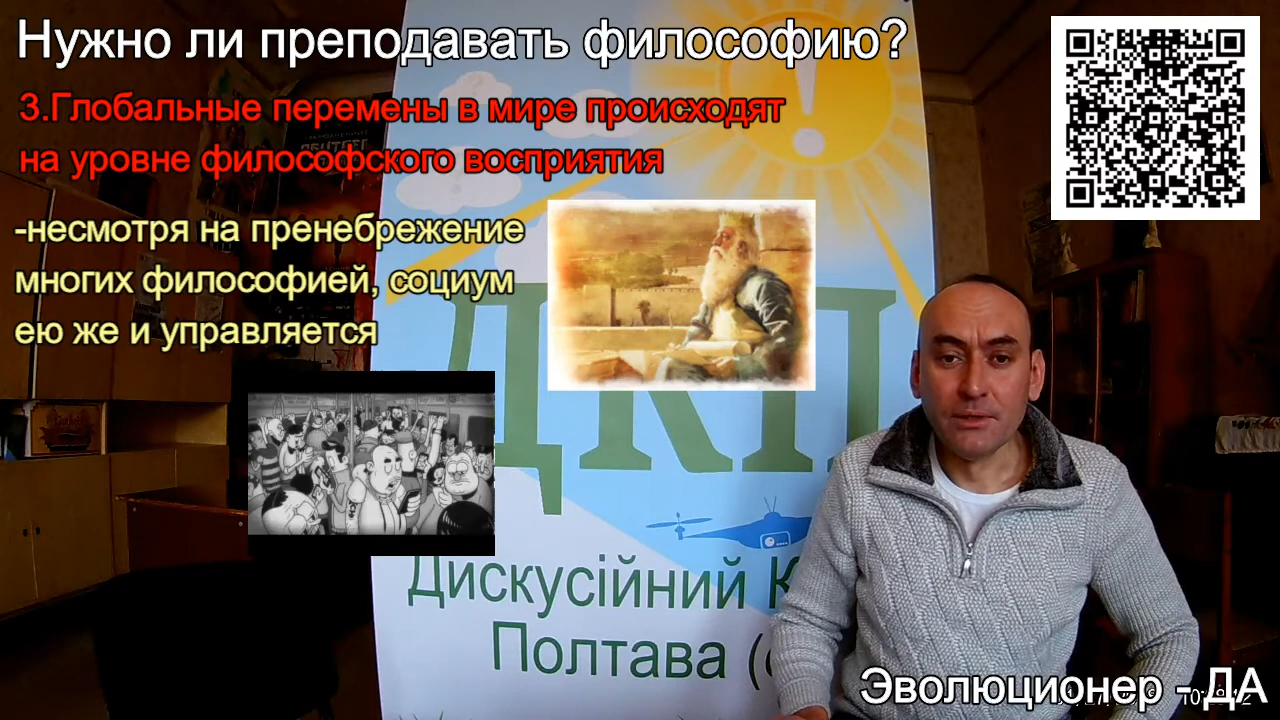 Нужно ли преподавать философию?
3.Глобальные перемены в мире происходят
на уровне философского восприятия
-несмотря на пренебрежение
многих философией, социум
ею же и управляется
ДКП
Дискусійний
Полтава
Эволюционер - ДА